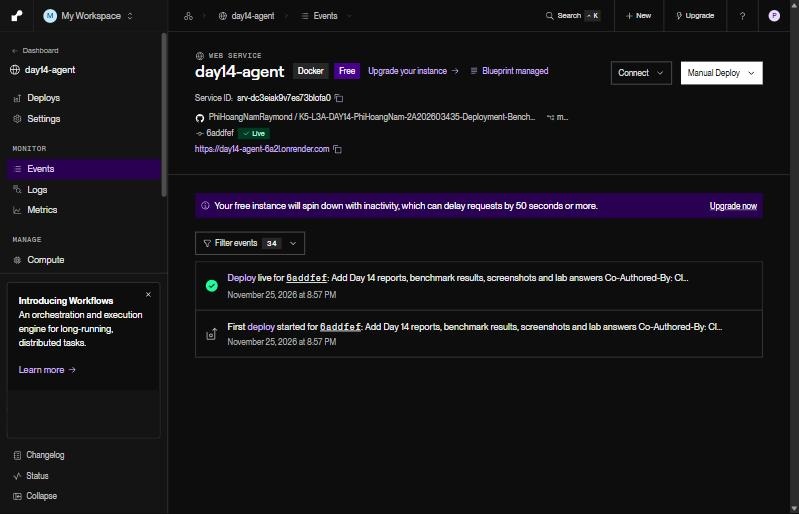 M My Workspace
day14-agent
Events
Search
K
New
Upgrade
?
P
← Dashboard
day14-agent
Deploys
Settings
MONITOR
Events
Logs
Metrics
MANAGE
Compute
Introducing Workflows
An orchestration and execution
engine for long-running,
distributed tasks.
Learn more →
Changelog
Status
Collapse
WEB SERVICE
day14-agent Docker Free Upgrade your instance → Blueprint managed
Connect
Manual Deploy
Service ID: srv-dc3eiak9v7es73blofa0
PhiHoangNamRaymond / K5-L3A-DAY14-PhiHoangNam-2A202603435-Deployment-Bench... m...
6addfef Live
https://day14-agent-6a2l.onrender.com
Your free instance will spin down with inactivity, which can delay requests by 50 seconds or more. Upgrade now
Filter events 34
Deploy live for 6addfef: Add Day 14 reports, benchmark results, screenshots and lab answers Co-Authored-By: Cl...
November 25, 2026 at 8:57 PM
First deploy started for 6addfef: Add Day 14 reports, benchmark results, screenshots and lab answers Co-Authored-By: Cl...
November 25, 2026 at 8:57 PM